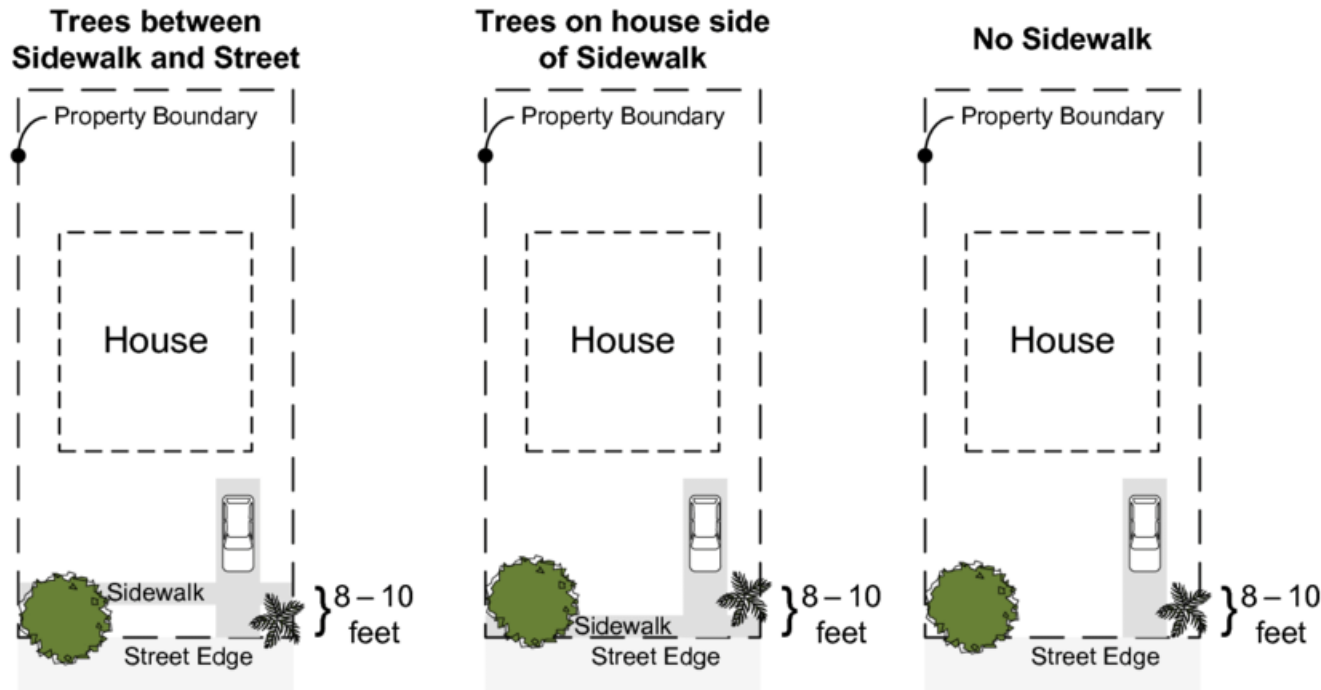 Trees between
Sidewalk and Street
Property Boundary
House
Sidewalk
8 – 10
feet
Street Edge
Trees on house side
of Sidewalk
Property Boundary
House
Sidewalk
8 – 10
feet
Street Edge
No Sidewalk
Property Boundary
House
8 – 10
feet
Street Edge